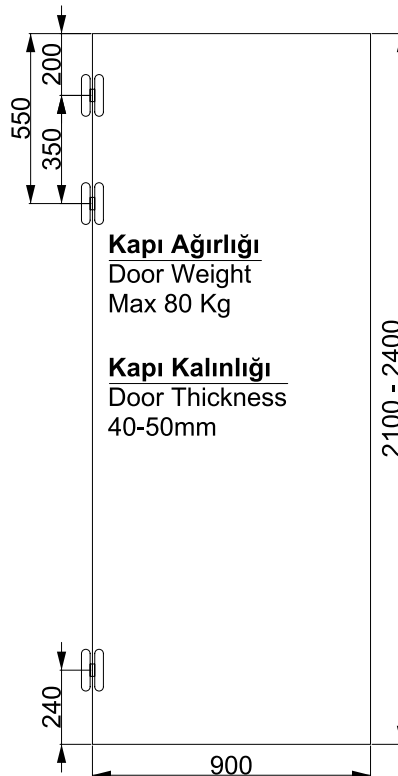 200
550
350
Kapı Ağırlığı
Door Weight
Max 80 Kg
Kapı Kalınlığı
Door Thickness
40-50mm
2100 - 2400
240
900